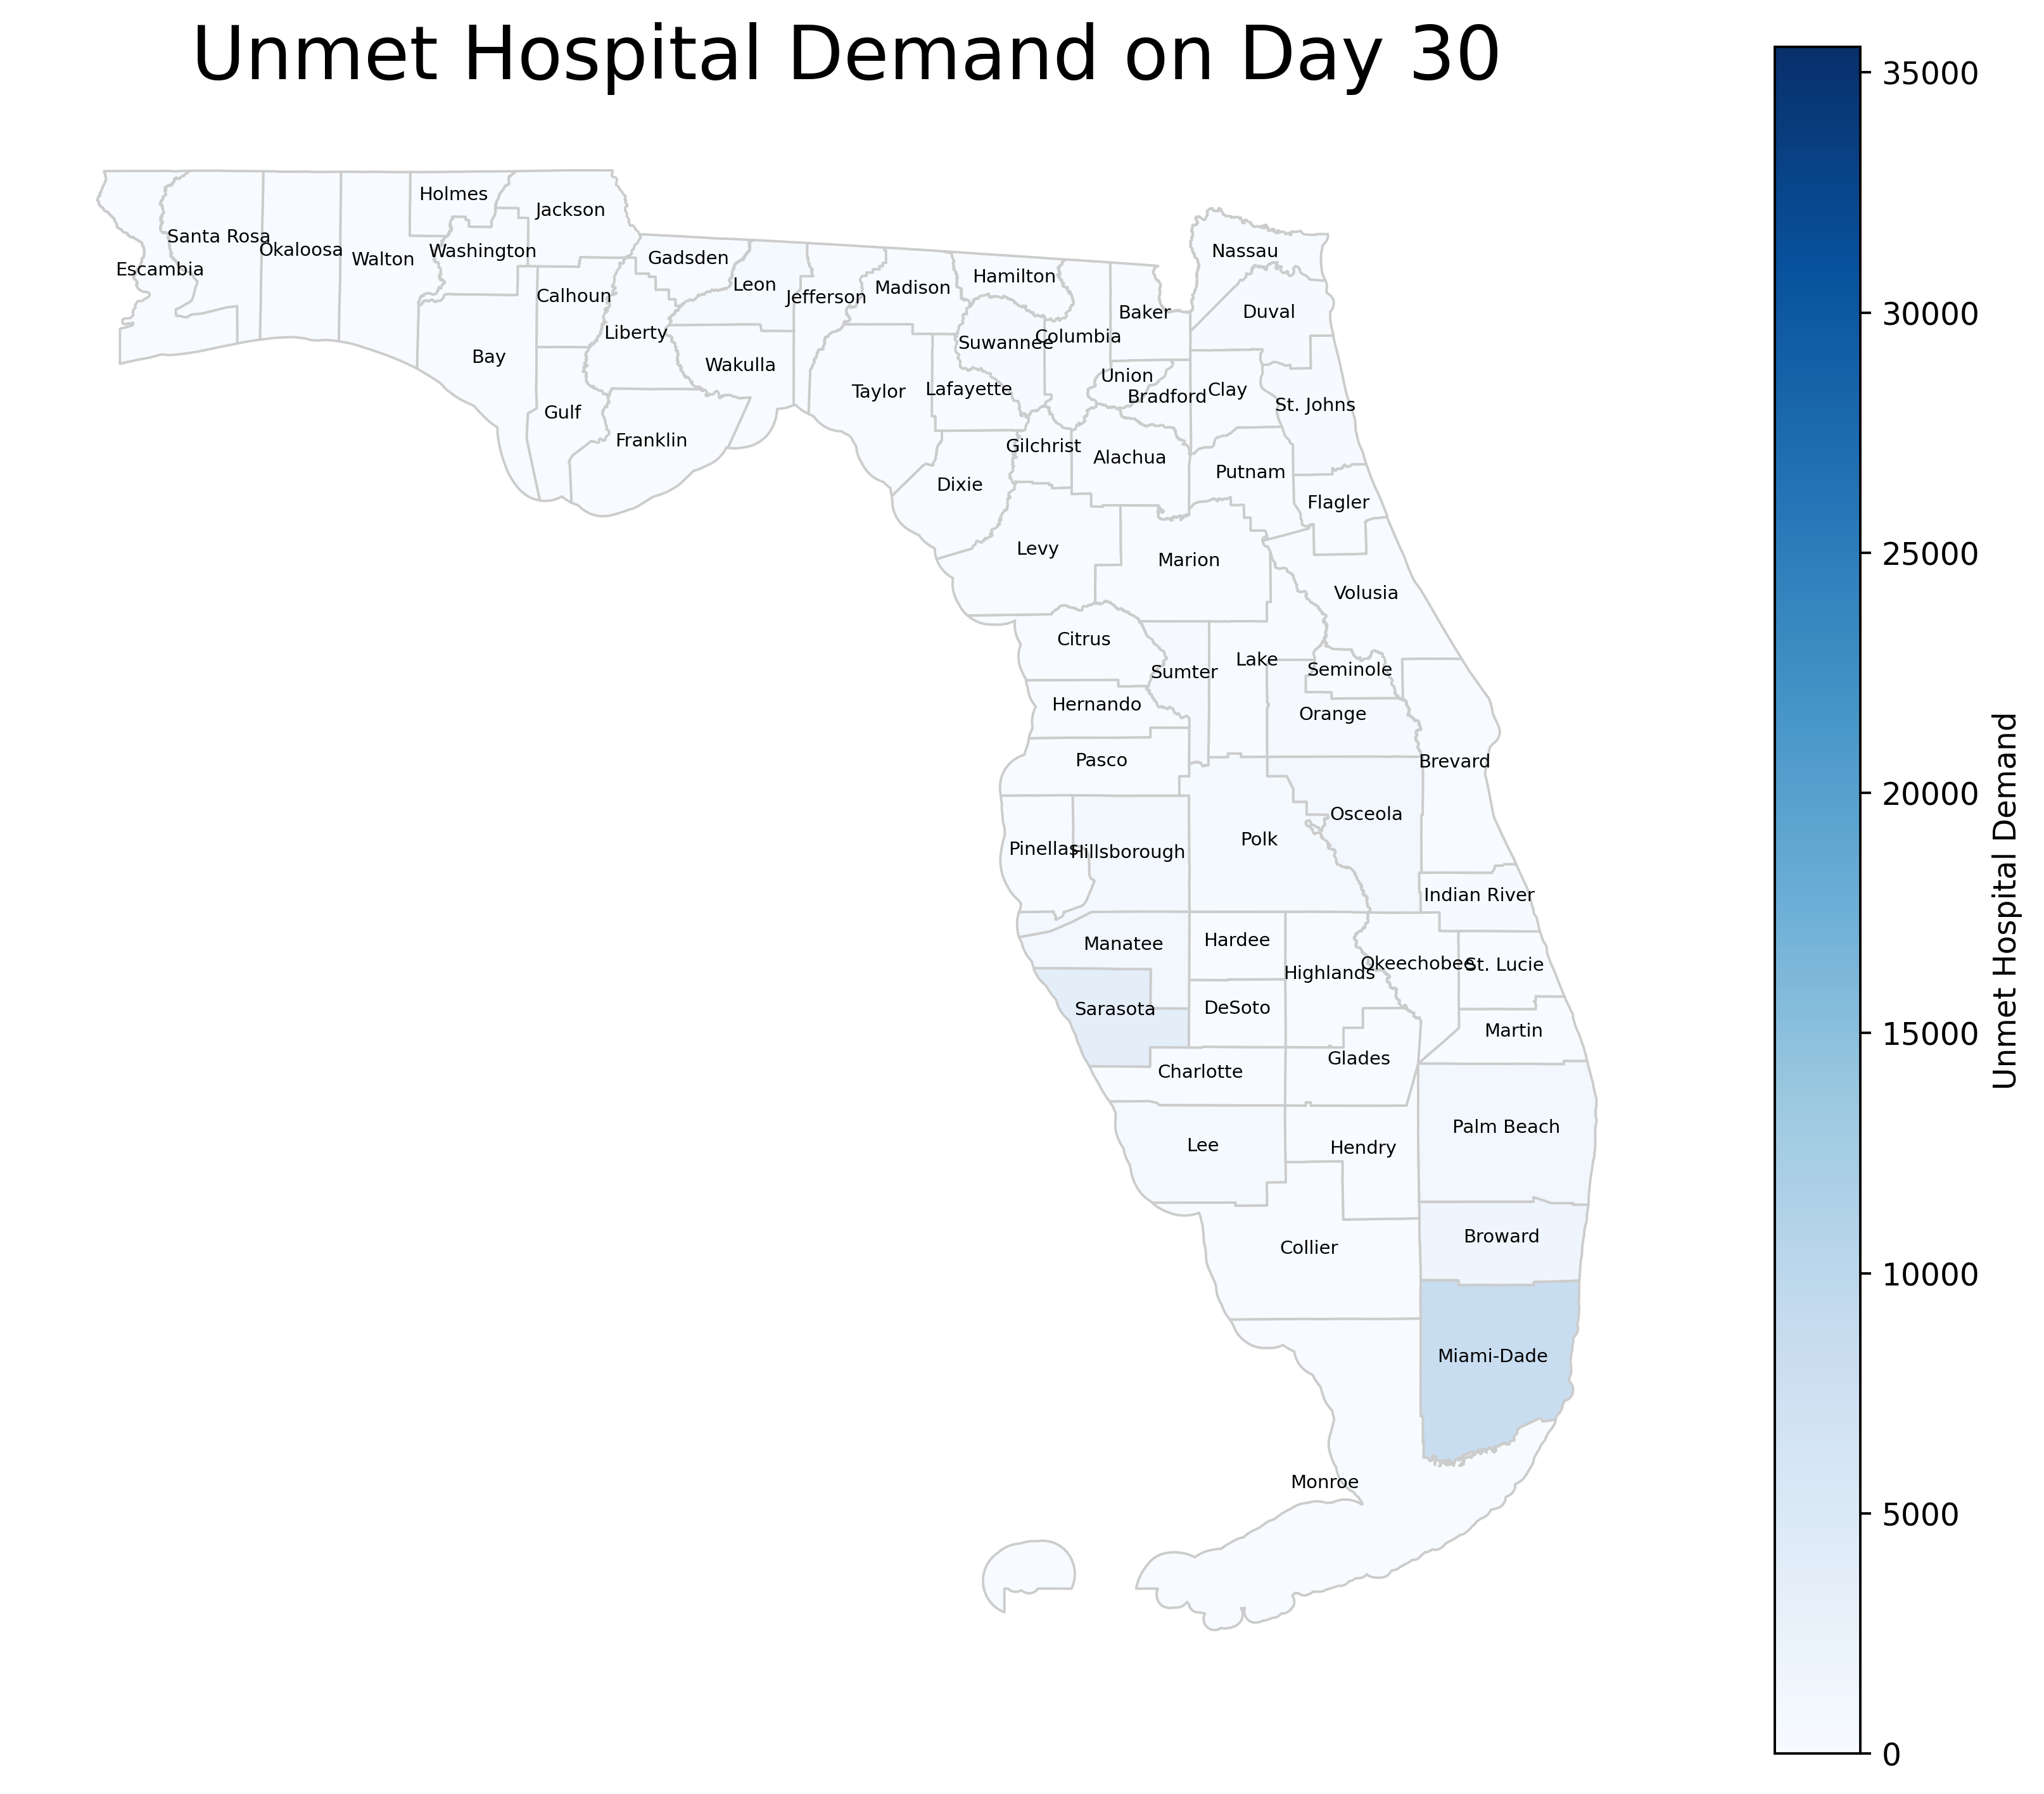 Unmet Hospital Demand on Day 30
Holmes
Jackson
Santa Rosa
Okaloosa
Walton
Washington
Escambia
Gadsden
Nassau
Leon
Hamilton
Madison
Calhoun
Jefferson
Baker
Duval
Liberty
Suwannee
Columbia
Bay
Wakulla
Union
Taylor
Lafayette
Bradford
Clay
St. Johns
Gulf
Franklin
Gilchrist
Alachua
Putnam
Dixie
Flagler
Levy
Marion
Volusia
Citrus
Sumter
Lake
Seminole
Hernando
Orange
Pasco
Brevard
Osceola
Polk
Pinellas
Hillsborough
Indian River
Manatee
Hardee
Highlands
Okeechobee
St. Lucie
Sarasota
DeSoto
Martin
Charlotte
Glades
Palm Beach
Lee
Hendry
Broward
Collier
Miami-Dade
Monroe
35000
30000
25000
20000
15000
10000
5000
0
Unmet Hospital Demand